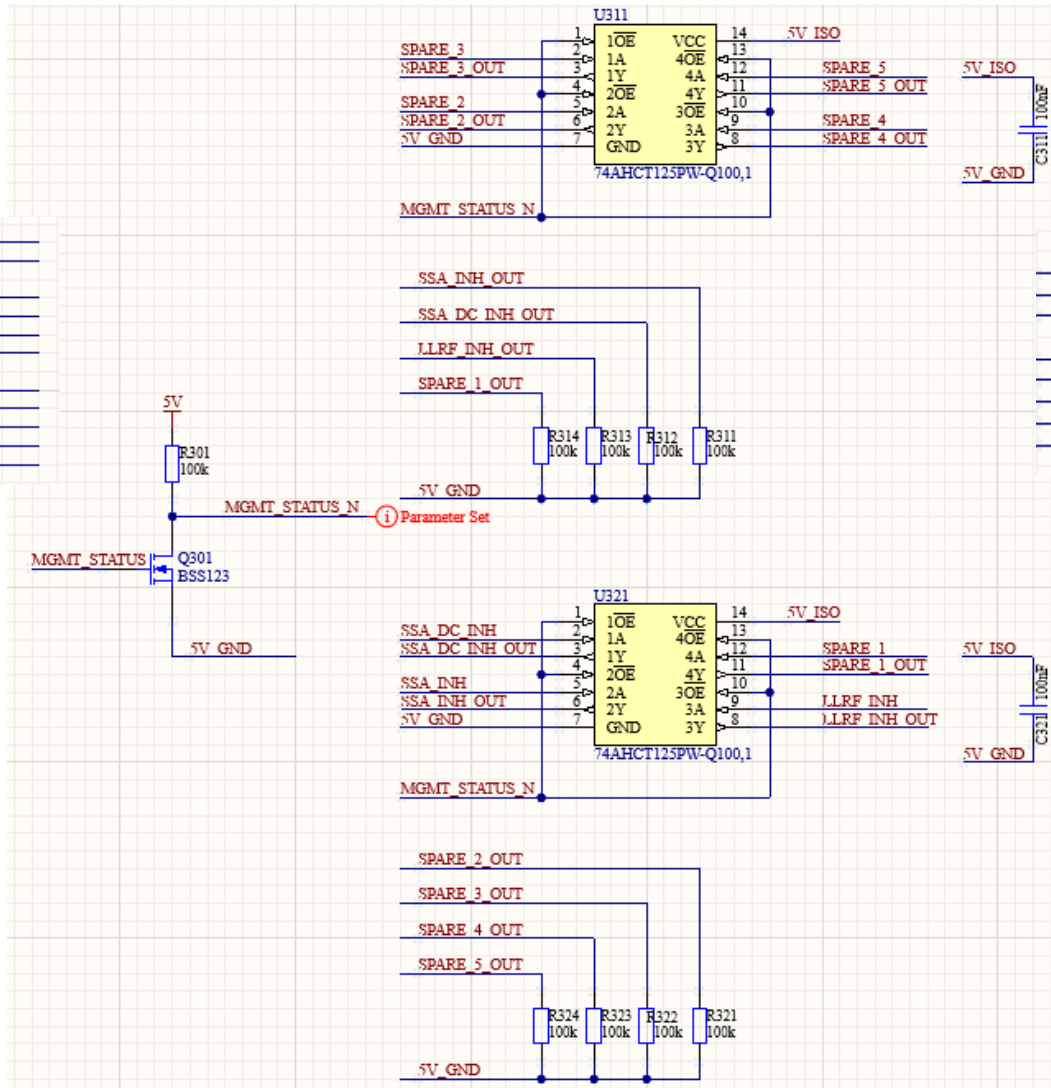 U311
1 1OE VCC 14 5V_ISO
SPARE_3 2 1A 4OE 13
SPARE_3_OUT 3 1Y 4A 12 SPARE_5
4 2OE 4Y 11 SPARE_5_OUT
SPARE_2 5 2A 3OE 10
SPARE_2_OUT 6 2Y 3A 9 SPARE_4
5V_GND 7 GND 3Y 8 SPARE_4_OUT
74AHCT125PW-Q100,1
5V_ISO
100nF
C311
5V_GND
MGMT_STATUS_N
SSA_INH_OUT
SSA_DC_INH_OUT
LLRF_INH_OUT
SPARE_1_OUT
R314 R313 R312 R311
100k 100k 100k 100k
5V_GND
5V
R301
100k
MGMT_STATUS_N
Parameter Set
MGMT_STATUS
Q301
BSS123
5V_GND
U321
1 1OE VCC 14 5V_ISO
SSA_DC_INH 2 1A 4OE 13
SSA_DC_INH_OUT 3 1Y 4A 12 SPARE_1
4 2OE 4Y 11 SPARE_1_OUT
SSA_INH 5 2A 3OE 10
SSA_INH_OUT 6 2Y 3A 9 LLRF_INH
5V_GND 7 GND 3Y 8 LLRF_INH_OUT
74AHCT125PW-Q100,1
5V_ISO
100nF
C321
5V_GND
MGMT_STATUS_N
SPARE_2_OUT
SPARE_3_OUT
SPARE_4_OUT
SPARE_5_OUT
R324 R323 R322 R321
100k 100k 100k 100k
5V_GND